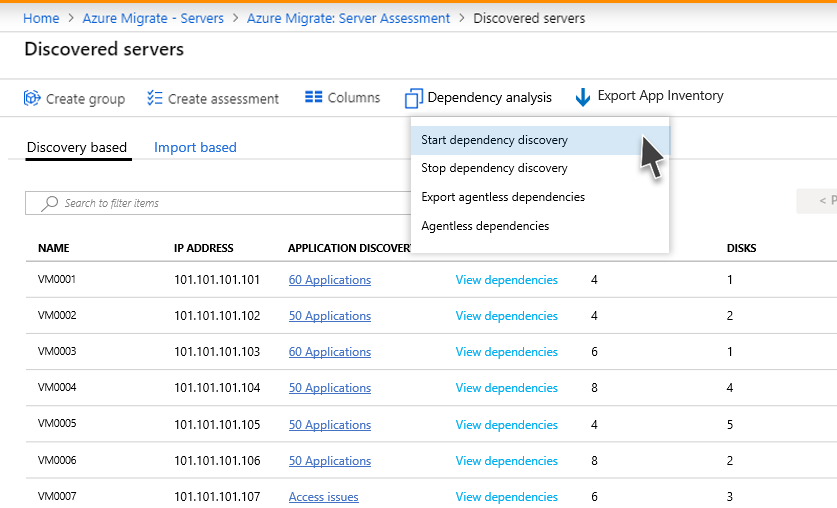 Home > Azure Migrate - Servers > Azure Migrate: Server Assessment > Discovered servers
Discovered servers
Create group Create assessment Columns Dependency analysis Export App Inventory
Discovery based Import based
Start dependency discovery
Stop dependency discovery
Export agentless dependencies
Agentless dependencies
Search to filter items
< P
NAME IP ADDRESS APPLICATION DISCOVER DISKS
VM0001 101.101.101.101 60 Applications View dependencies 4 1
VM0002 101.101.101.102 50 Applications View dependencies 4 2
VM0003 101.101.101.103 60 Applications View dependencies 6 1
VM0004 101.101.101.104 50 Applications View dependencies 8 4
VM0005 101.101.101.105 50 Applications View dependencies 4 5
VM0006 101.101.101.106 50 Applications View dependencies 8 2
VM0007 101.101.101.107 Access issues View dependencies 6 3